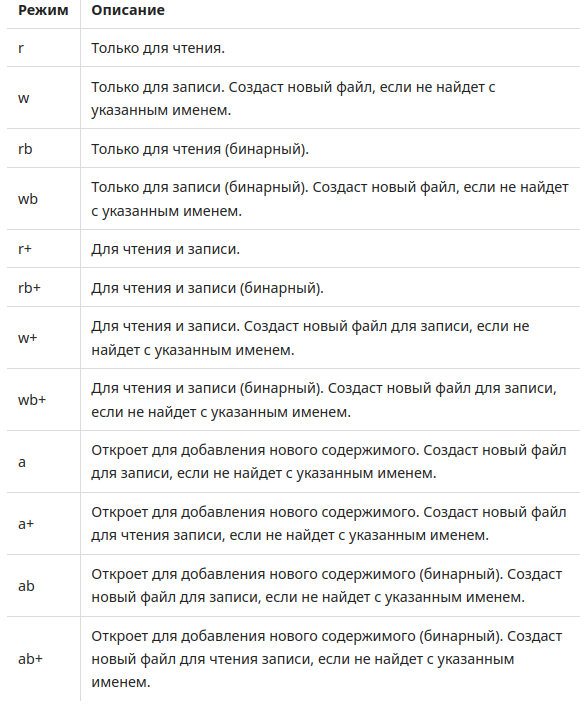 Режим Описание
r Только для чтения.
w Только для записи. Создаст новый файл, если не найдет с
указанным именем.
rb Только для чтения (бинарный).
wb Только для записи (бинарный). Создаст новый файл, если не найдет
с указанным именем.
r+ Для чтения и записи.
rb+ Для чтения и записи (бинарный).
w+ Для чтения и записи. Создаст новый файл для записи, если не
найдет с указанным именем.
wb+ Для чтения и записи (бинарный). Создаст новый файл для записи,
если не найдет с указанным именем.
a Откроет для добавления нового содержимого. Создаст новый файл
для записи, если не найдет с указанным именем.
a+ Откроет для добавления нового содержимого. Создаст новый файл
для чтения записи, если не найдет с указанным именем.
ab Откроет для добавления нового содержимого (бинарный). Создаст
новый файл для записи, если не найдет с указанным именем.
ab+ Откроет для добавления нового содержимого (бинарный). Создаст
новый файл для чтения записи, если не найдет с указанным
именем.